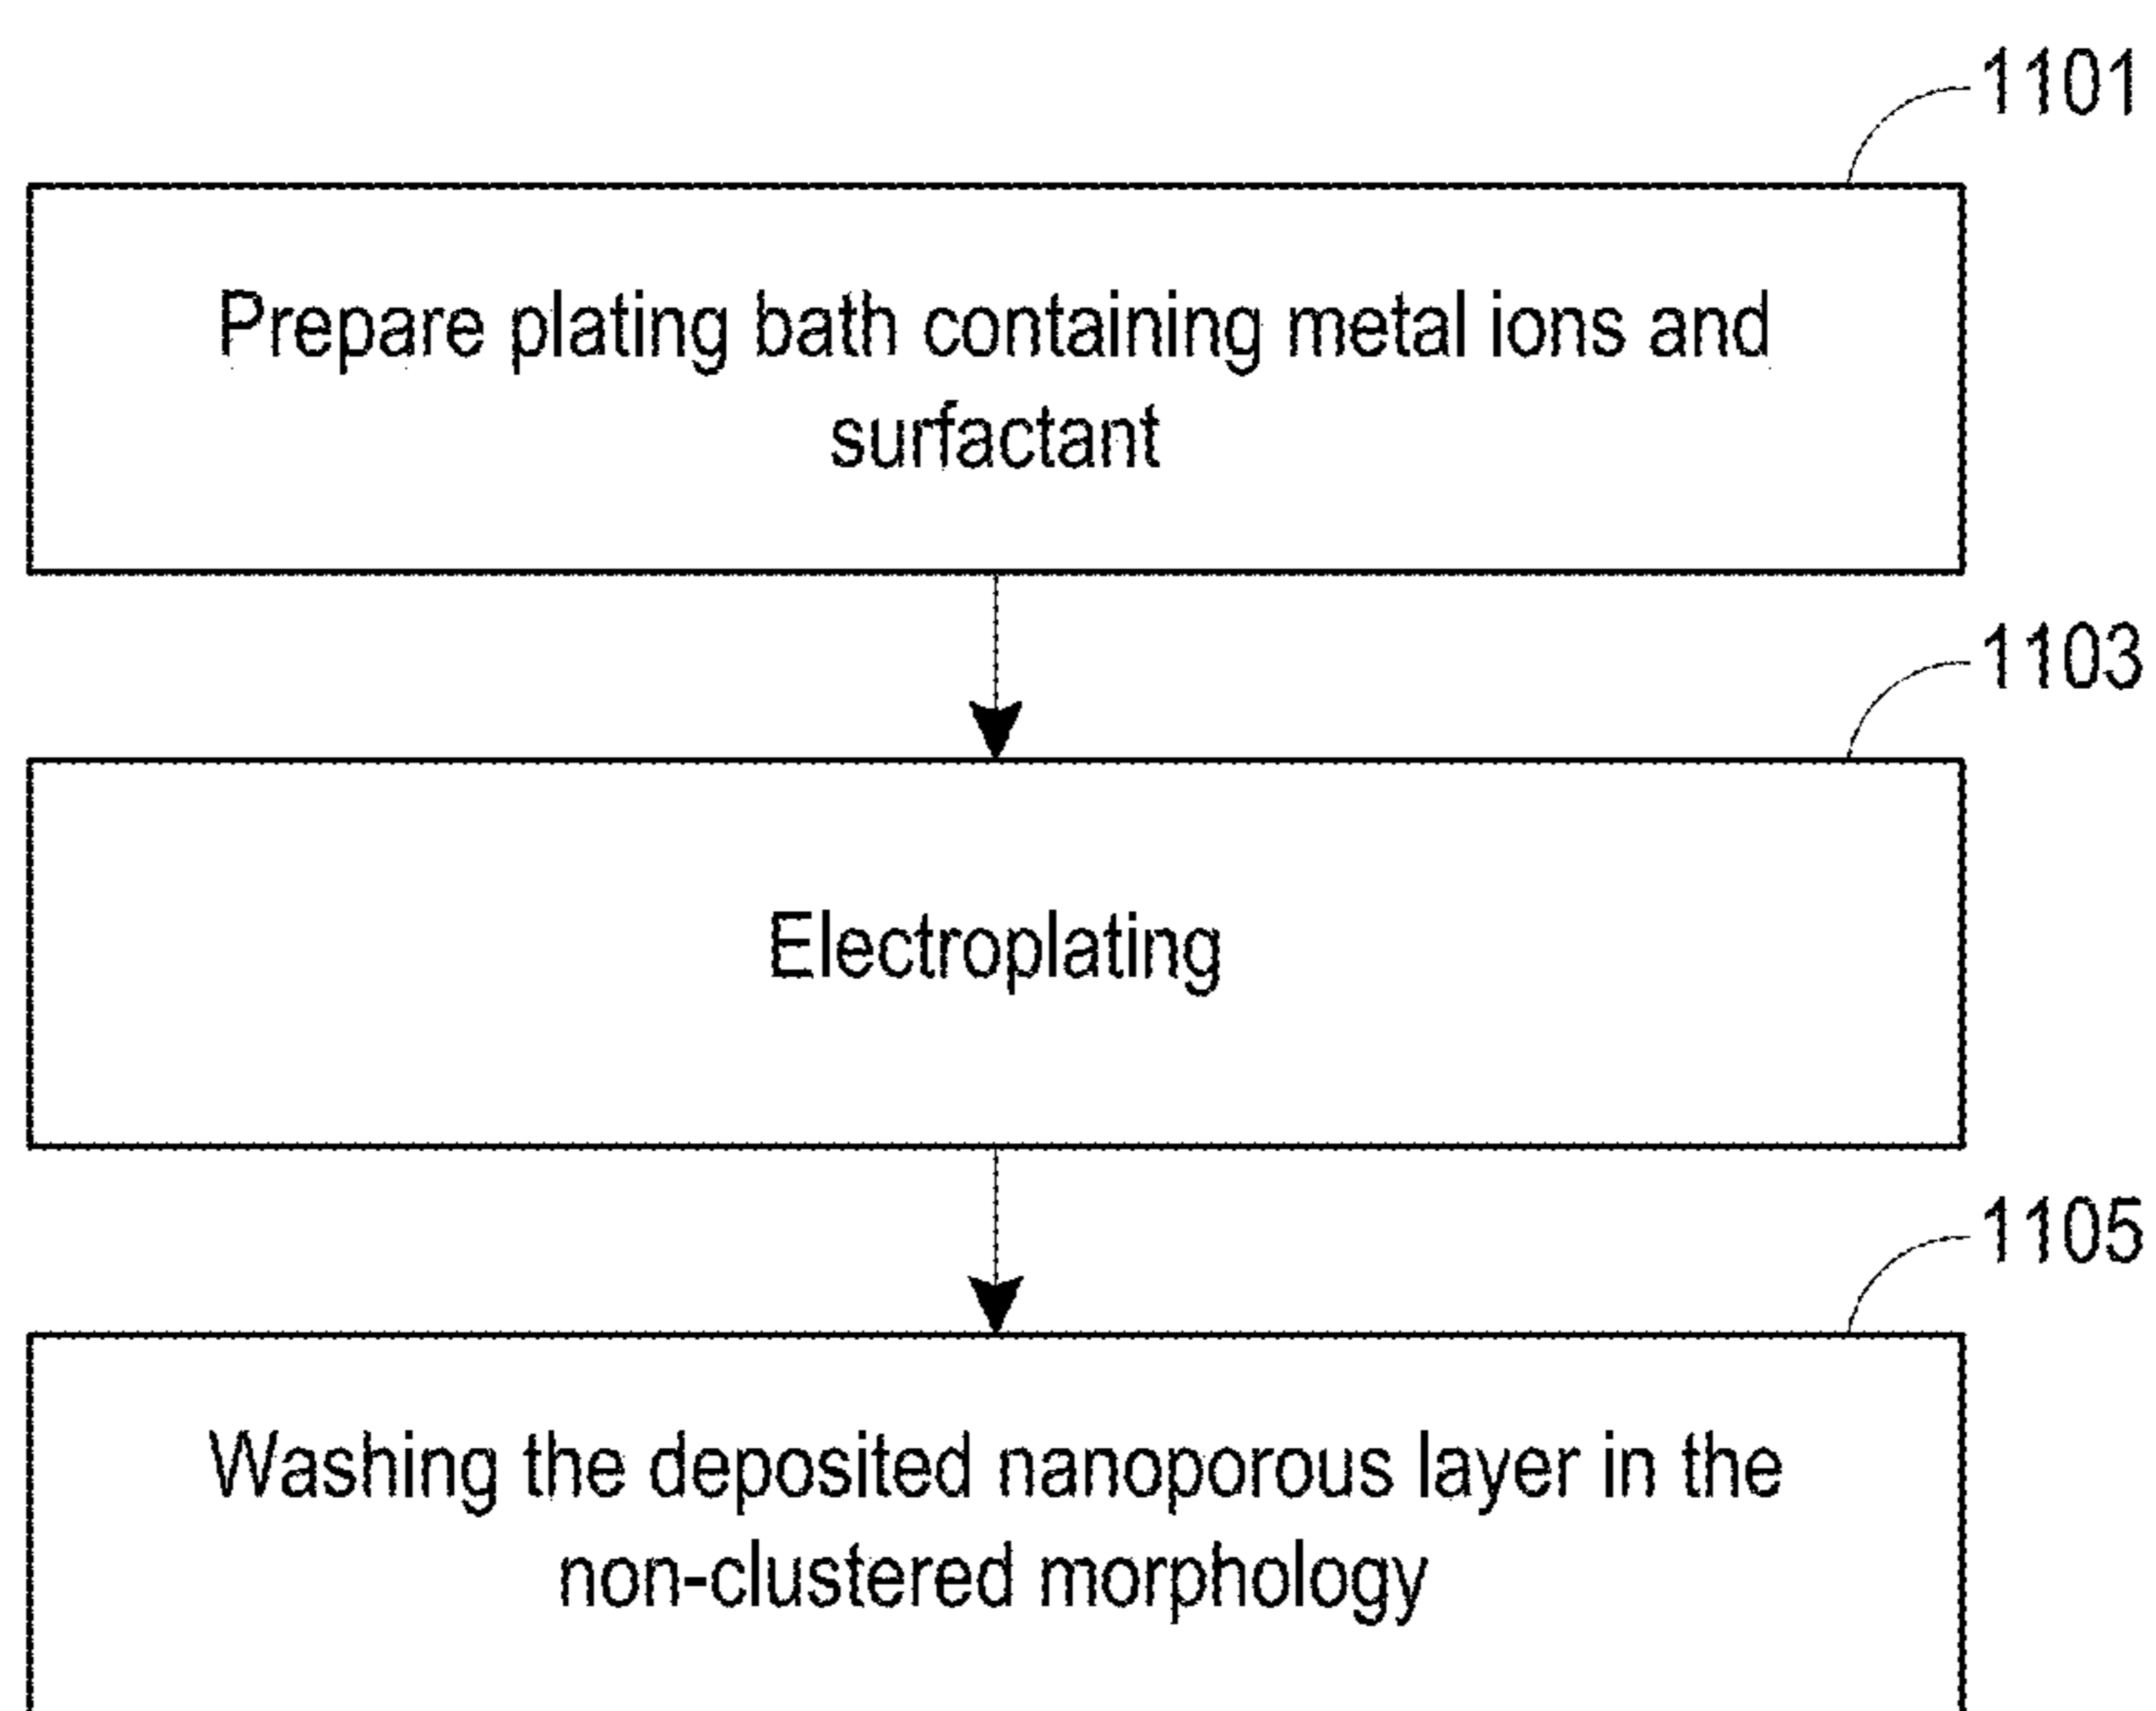 1101
Prepare plating bath containing metal ions and
surfactant
1103
Electroplating
1105
Washing the deposited nanoporous layer in the
non-clustered morphology